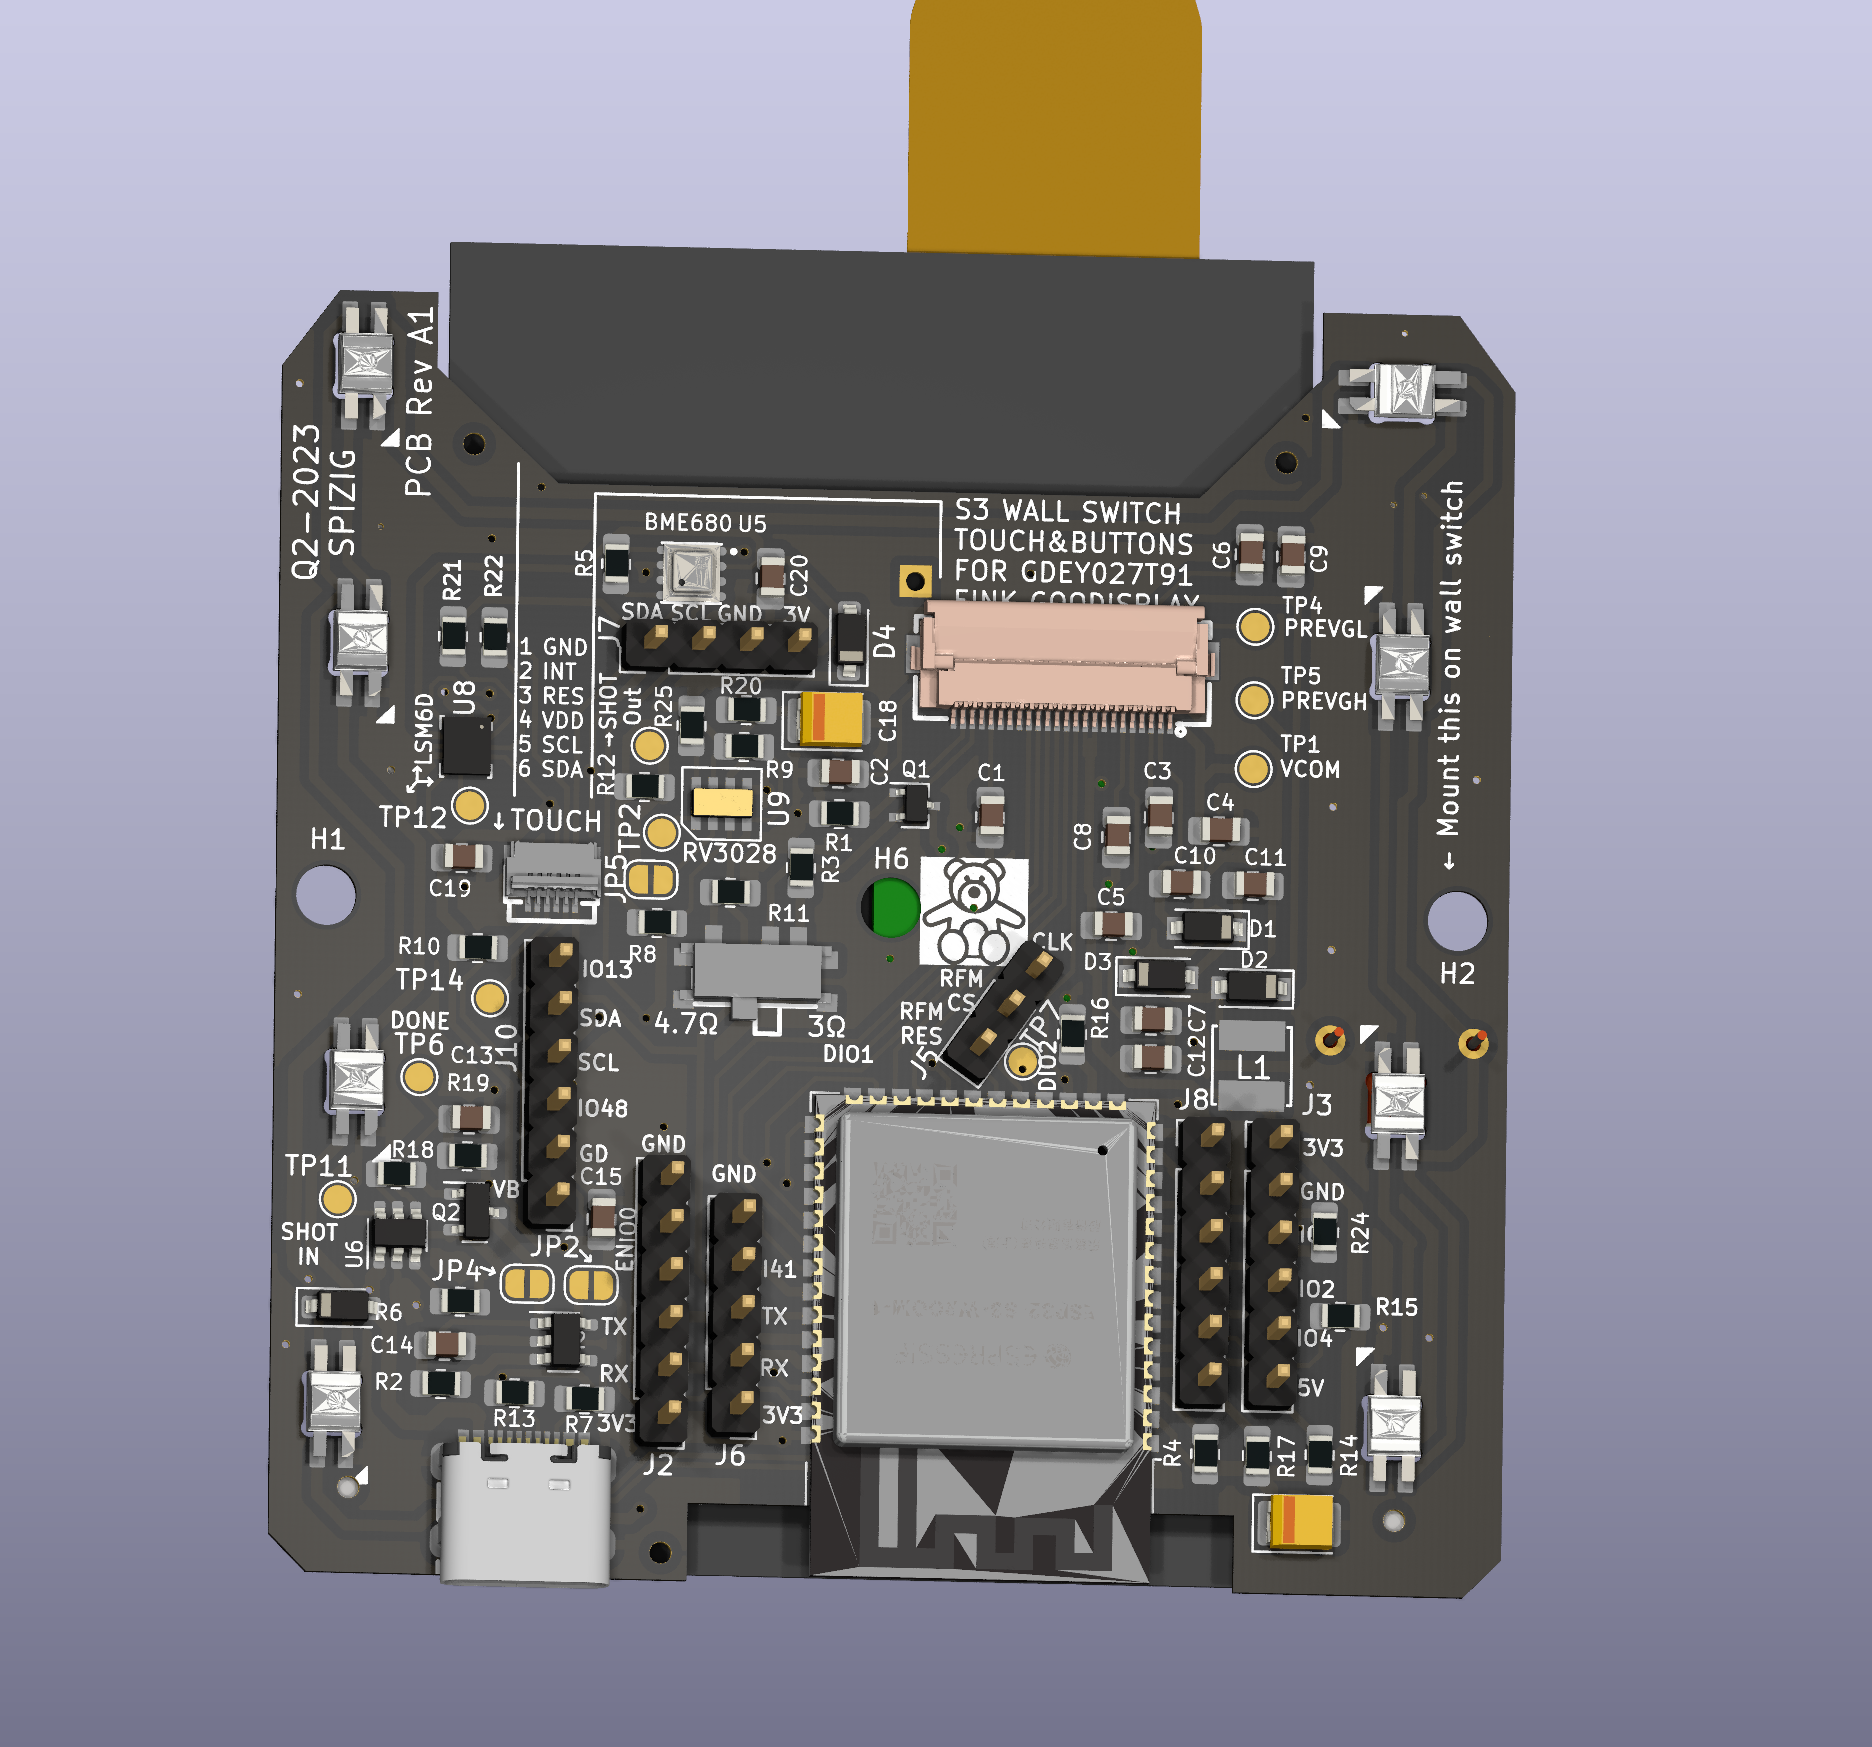 PCB Rev A1
Q2-2023
SPIZIG
S3 WALL SWITCH
TOUCH&BUTTONS
FOR GDEY027T91
EINK GOODISPLAY
BME680 U5
R5
C20
SDA SCL GND 3V
J7
D4
R21
R22
1 GND
2 INT
3 RES
4 VDD
5 SCL
6 SDA
LSM6D
U8
R12→SHOT
Out
R25
R20
C18
R9
C2
Q1
C1
C3
C4
C8
C10
C11
C5
C6
C9
TP4
PREVGL
TP5
PREVGH
TP1
VCOM
← Mount this on wall switch
TP12
↓TOUCH
TP2
U9
RV3028
R1
R3
JP5
H1
H6
H2
C19
R10
R8
R11
TP14
IO13
SDA
SCL
IO48
GD
VB
J10
4.7Ω
3Ω
DIO1
RFM
CS
CLK
RFM
RES
J5
TP7
DIO2
R16
D3
D1
D2
C12
C7
L1
J8
J3
DONE
TP6
C13
R19
R18
TP11
SHOT
IN
U6
Q2
C15
JP2
JP4→
R6
C14
R2
R13
R7
GND
EN
IO0
TX
RX
3V3
J2
GND
I41
TX
RX
3V3
J6
ESP32-S3-WROOM-1
ESPRESSIF
3V3
GND
IO2
IO4
5V
R24
R15
R4
R17
R14